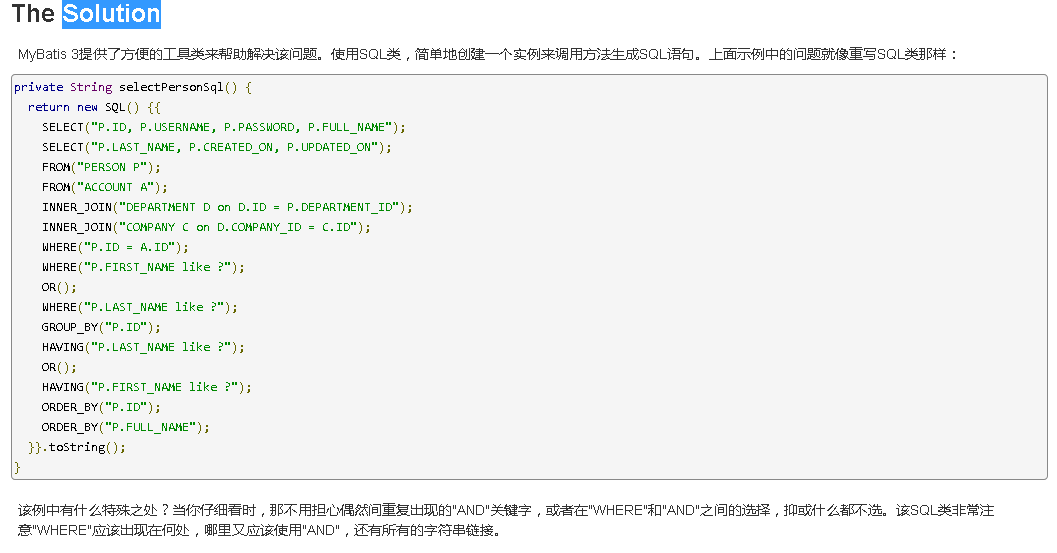 The Solution
MyBatis 3提供了方便的工具类来帮助解决该问题。使用SQL类，简单地创建一个实例来调用方法生成SQL语句。上面示例中的问题就像重写SQL类那样：
private String selectPersonSql() {
return new SQL() {{
SELECT("P.ID, P.USERNAME, P.PASSWORD, P.FULL_NAME");
SELECT("P.LAST_NAME, P.CREATED_ON, P.UPDATED_ON");
FROM("PERSON P");
FROM("ACCOUNT A");
INNER_JOIN("DEPARTMENT D on D.ID = P.DEPARTMENT_ID");
INNER_JOIN("COMPANY C on D.COMPANY_ID = C.ID");
WHERE("P.ID = A.ID");
WHERE("P.FIRST_NAME like ?");
OR();
WHERE("P.LAST_NAME like ?");
GROUP_BY("P.ID");
HAVING("P.LAST_NAME like ?");
OR();
HAVING("P.FIRST_NAME like ?");
ORDER_BY("P.ID");
ORDER_BY("P.FULL_NAME");
}}.toString();
}
该例中有什么特殊之处？当你仔细看时，那不用担心偶然间重复出现的"AND"关键字，或者在"WHERE"和"AND"之间的选择，抑或什么都不选。该SQL类非常注
意"WHERE"应该出现在何处，哪里又应该使用"AND"，还有所有的字符串链接。